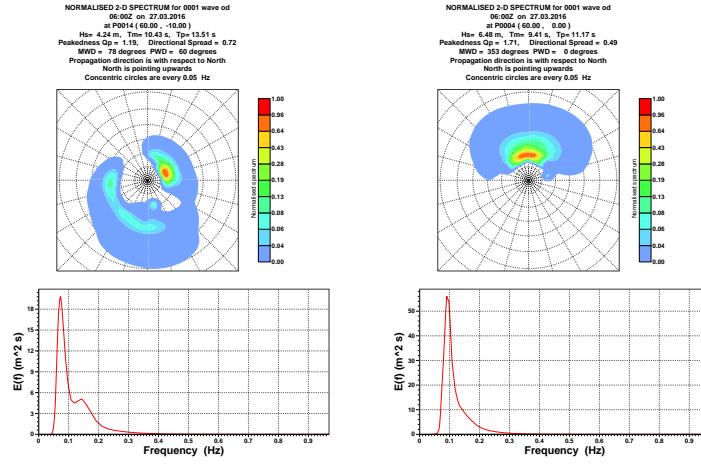 NORMALISED 2-D SPECTRUM for 0001 wave od
06:00Z on 27.03.2016
at P0014 ( 60.00 , -10.00 )
Hs= 4.24 m, Tm= 10.43 s, Tp= 13.51 s
Peakedness Qp = 1.19, Directional Spread = 0.72
MWD = 78 degrees PWD = 60 degrees
Propagation direction is with respect to North
North is pointing upwards
Concentric circles are every 0.05 Hz
1.00
0.96
0.64
0.43
0.28
0.19
0.13
0.08
0.06
0.04
0.00
Normalised spectrum
18
15
12
9
6
3
0
E(f) (m^2 s)
0 0.1 0.2 0.3 0.4 0.5 0.6 0.7 0.8 0.9
Frequency (Hz)
NORMALISED 2-D SPECTRUM for 0001 wave od
06:00Z on 27.03.2016
at P0004 ( 60.00 , 0.00 )
Hs= 6.48 m, Tm= 9.41 s, Tp= 11.17 s
Peakedness Qp = 1.71, Directional Spread = 0.49
MWD = 353 degrees PWD = 0 degrees
Propagation direction is with respect to North
North is pointing upwards
Concentric circles are every 0.05 Hz
1.00
0.96
0.64
0.43
0.28
0.19
0.13
0.08
0.06
0.04
0.00
Normalised spectrum
50
40
30
20
10
0
E(f) (m^2 s)
0 0.1 0.2 0.3 0.4 0.5 0.6 0.7 0.8 0.9
Frequency (Hz)